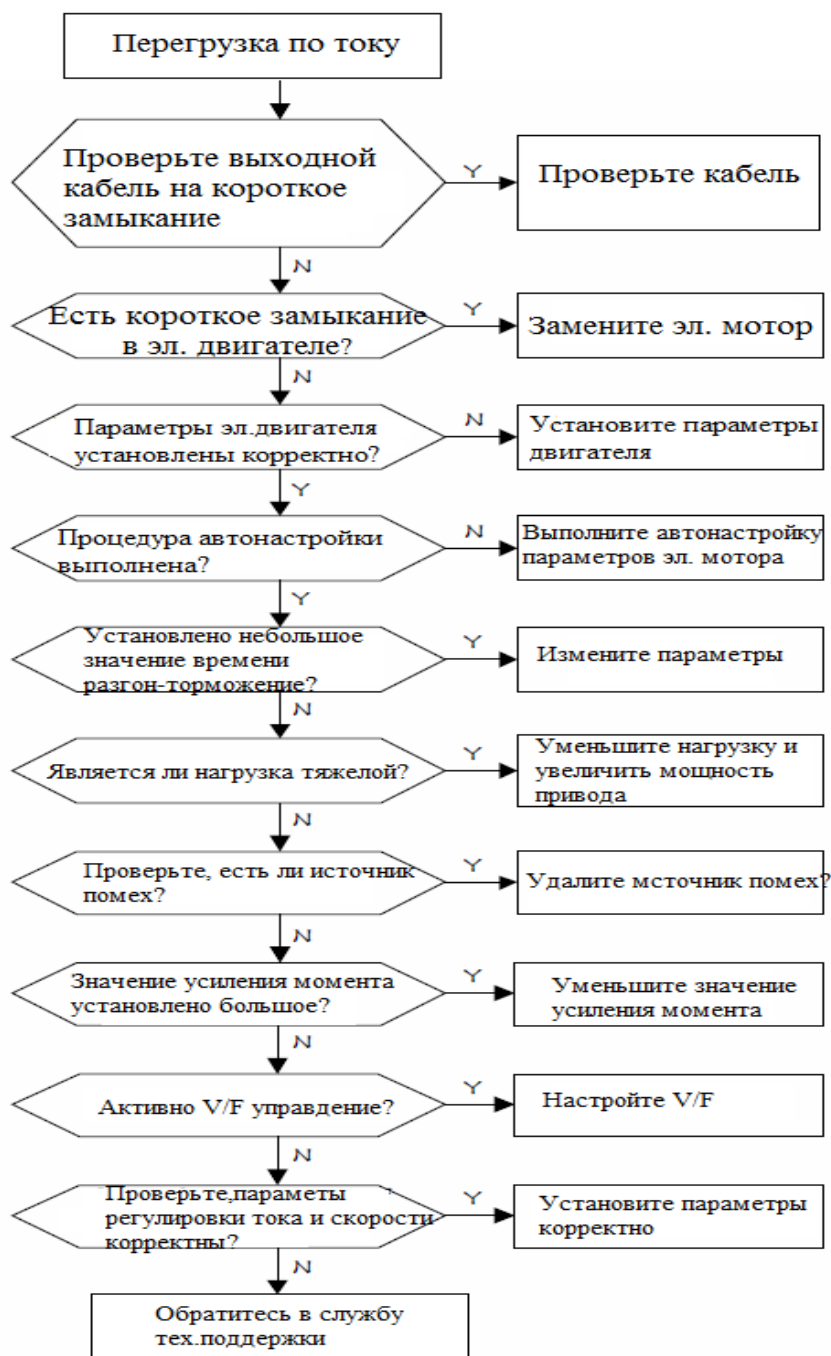 Перегрузка по току
Проверьте выходной
кабель на короткое
замыкание
Y
Проверьте кабель
N
Есть короткое замыкание
в эл. двигателе?
Y
Замените эл. мотор
N
Параметры эл.двигателя
установлены корректно?
N
Установите параметры
двигателя
Y
Процедура автонастройки
выполнена?
N
Выполните автонастройку
параметров эл. мотора
Y
Установлено небольшое
значение времени
разгон-торможение?
Y
Измените параметры
N
Является ли нагрузка тяжелой?
Y
Уменьшите нагрузку и
увеличить мощность
привода
N
Проверьте, есть ли источник
помех?
Y
Удалите мсточник помех?
N
Значение усиления момента
установлено большое?
Y
Уменьшите значение
усиления момента
N
Активно V/F управдение?
Y
Настройте V/F
N
Проверьте,параметы
регулировки тока и скорости
корректны?
Y
Установите параметры
корректно
N
Обратитесь в службу
тех.поддержки